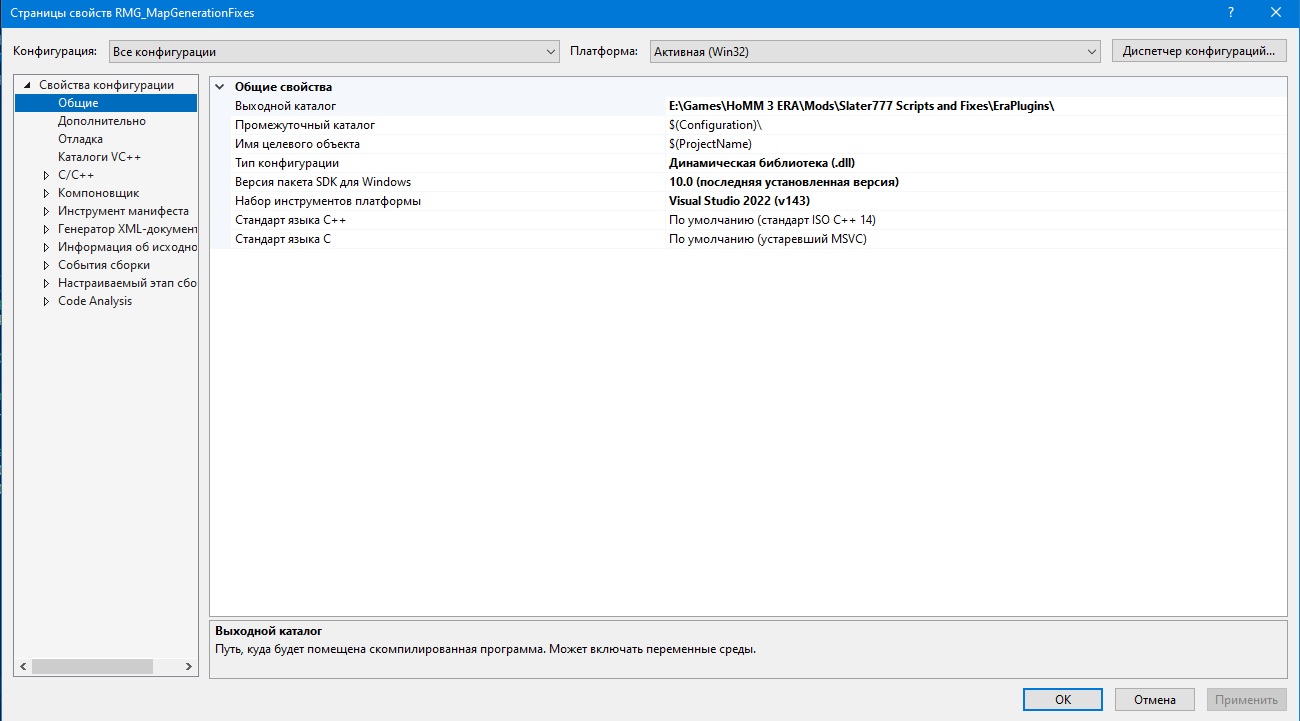 Страницы свойств RMG_MapGenerationFixes
?
Конфигурация: Все конфигурации Платформа: Активная (Win32) Диспетчер конфигураций...
Свойства конфигурации
Общие
Дополнительно
Отладка
Каталоги VC++
C/C++
Компоновщик
Инструмент манифеста
Генератор XML-документ
Информация об исходно
События сборки
Настраиваемый этап сбо
Code Analysis
Общие свойства
Выходной каталог E:\Games\HoMM 3 ERA\Mods\Slater777 Scripts and Fixes\EraPlugins\
Промежуточный каталог $(Configuration)\
Имя целевого объекта $(ProjectName)
Тип конфигурации Динамическая библиотека (.dll)
Версия пакета SDK для Windows 10.0 (последняя установленная версия)
Набор инструментов платформы Visual Studio 2022 (v143)
Стандарт языка C++ По умолчанию (стандарт ISO C++ 14)
Стандарт языка C По умолчанию (устаревший MSVC)
Выходной каталог
Путь, куда будет помещена скомпилированная программа. Может включать переменные среды.
ОК Отмена Применить